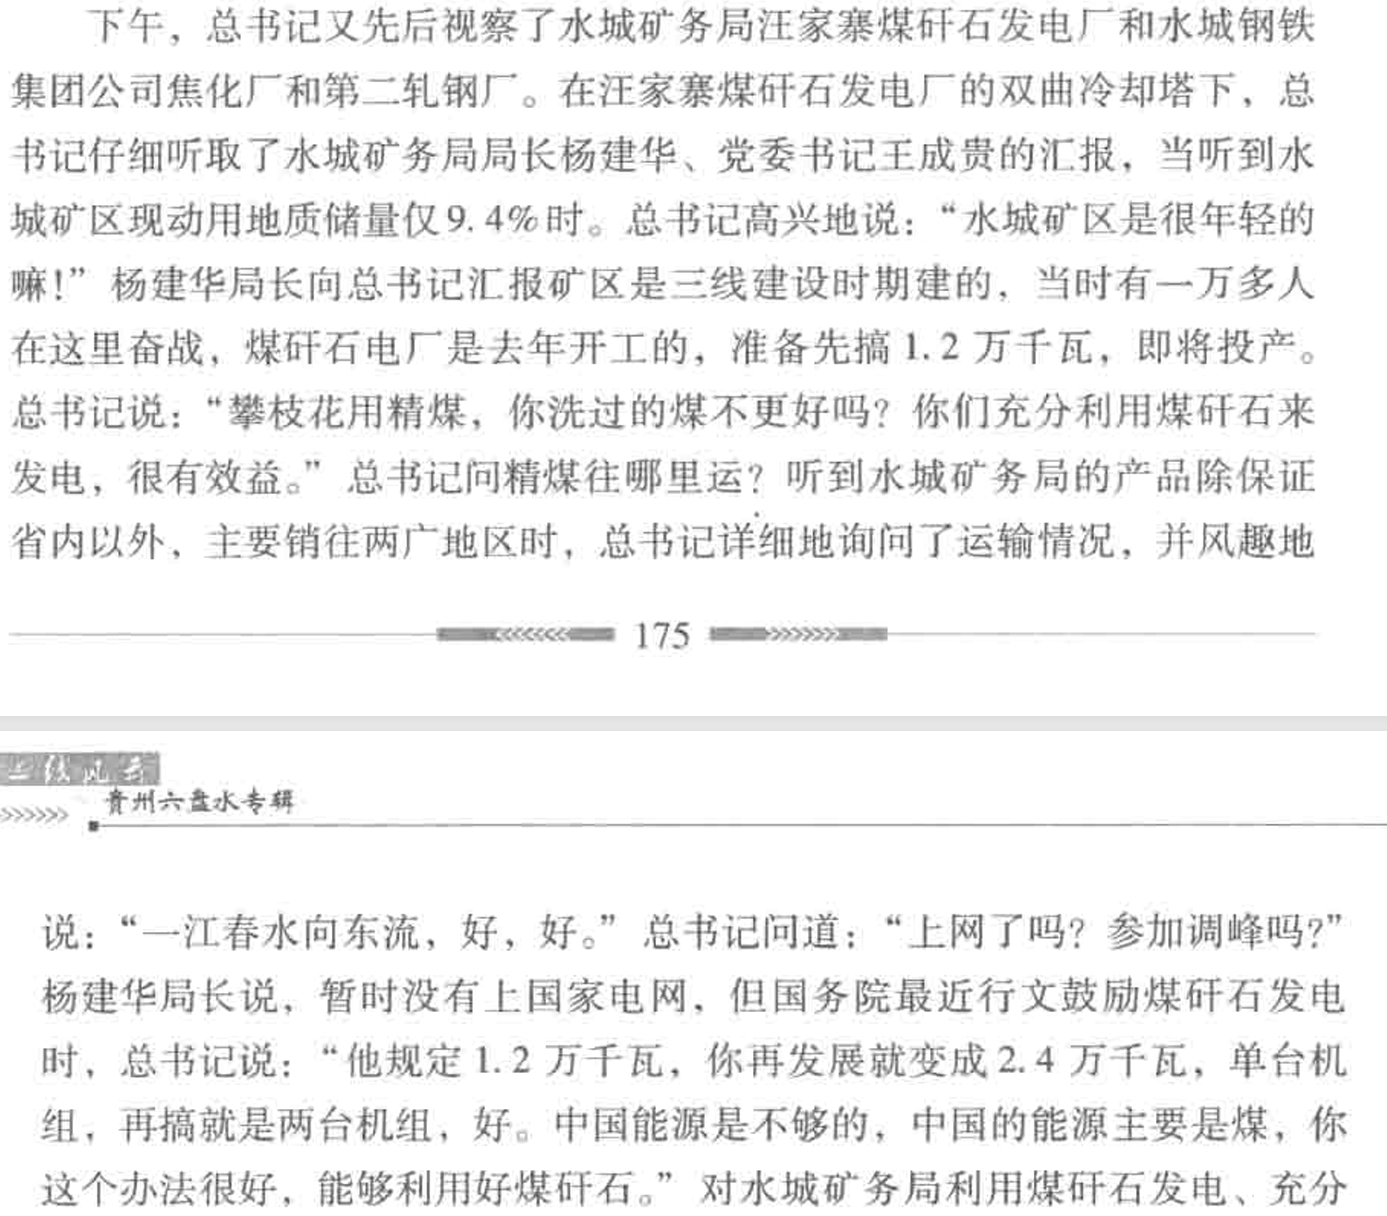 下午，总书记又先后视察了水城矿务局汪家寨煤矸石发电厂和水城钢铁
集团公司焦化厂和第二轧钢厂。在汪家寨煤矸石发电厂的双曲冷却塔下，总
书记仔细听取了水城矿务局局长杨建华、党委书记王成贵的汇报，当听到水
城矿区现动用地质储量仅9.4%时。总书记高兴地说：“水城矿区是很年轻的
嘛！”杨建华局长向总书记汇报矿区是三线建设时期建的，当时有一万多人
在这里奋战，煤矸石电厂是去年开工的，准备先搞1.2万千瓦，即将投产。
总书记说：“攀枝花用精煤，你洗过的煤不更好吗？你们充分利用煤矸石来
发电，很有效益。”总书记问精煤往哪里运？听到水城矿务局的产品除保证
省内以外，主要销往两广地区时，总书记详细地询问了运输情况，并风趣地
175
三线风云
贵州六盘水专辑
说：“一江春水向东流，好，好。”总书记问道：“上网了吗？参加调峰吗？”
杨建华局长说，暂时没有上国家电网，但国务院最近行文鼓励煤矸石发电
时，总书记说：“他规定1.2万千瓦，你再发展就变成2.4万千瓦，单台机
组，再搞就是两台机组，好。中国能源是不够的，中国的能源主要是煤，你
这个办法很好，能够利用好煤矸石。”对水城矿务局利用煤矸石发电、充分